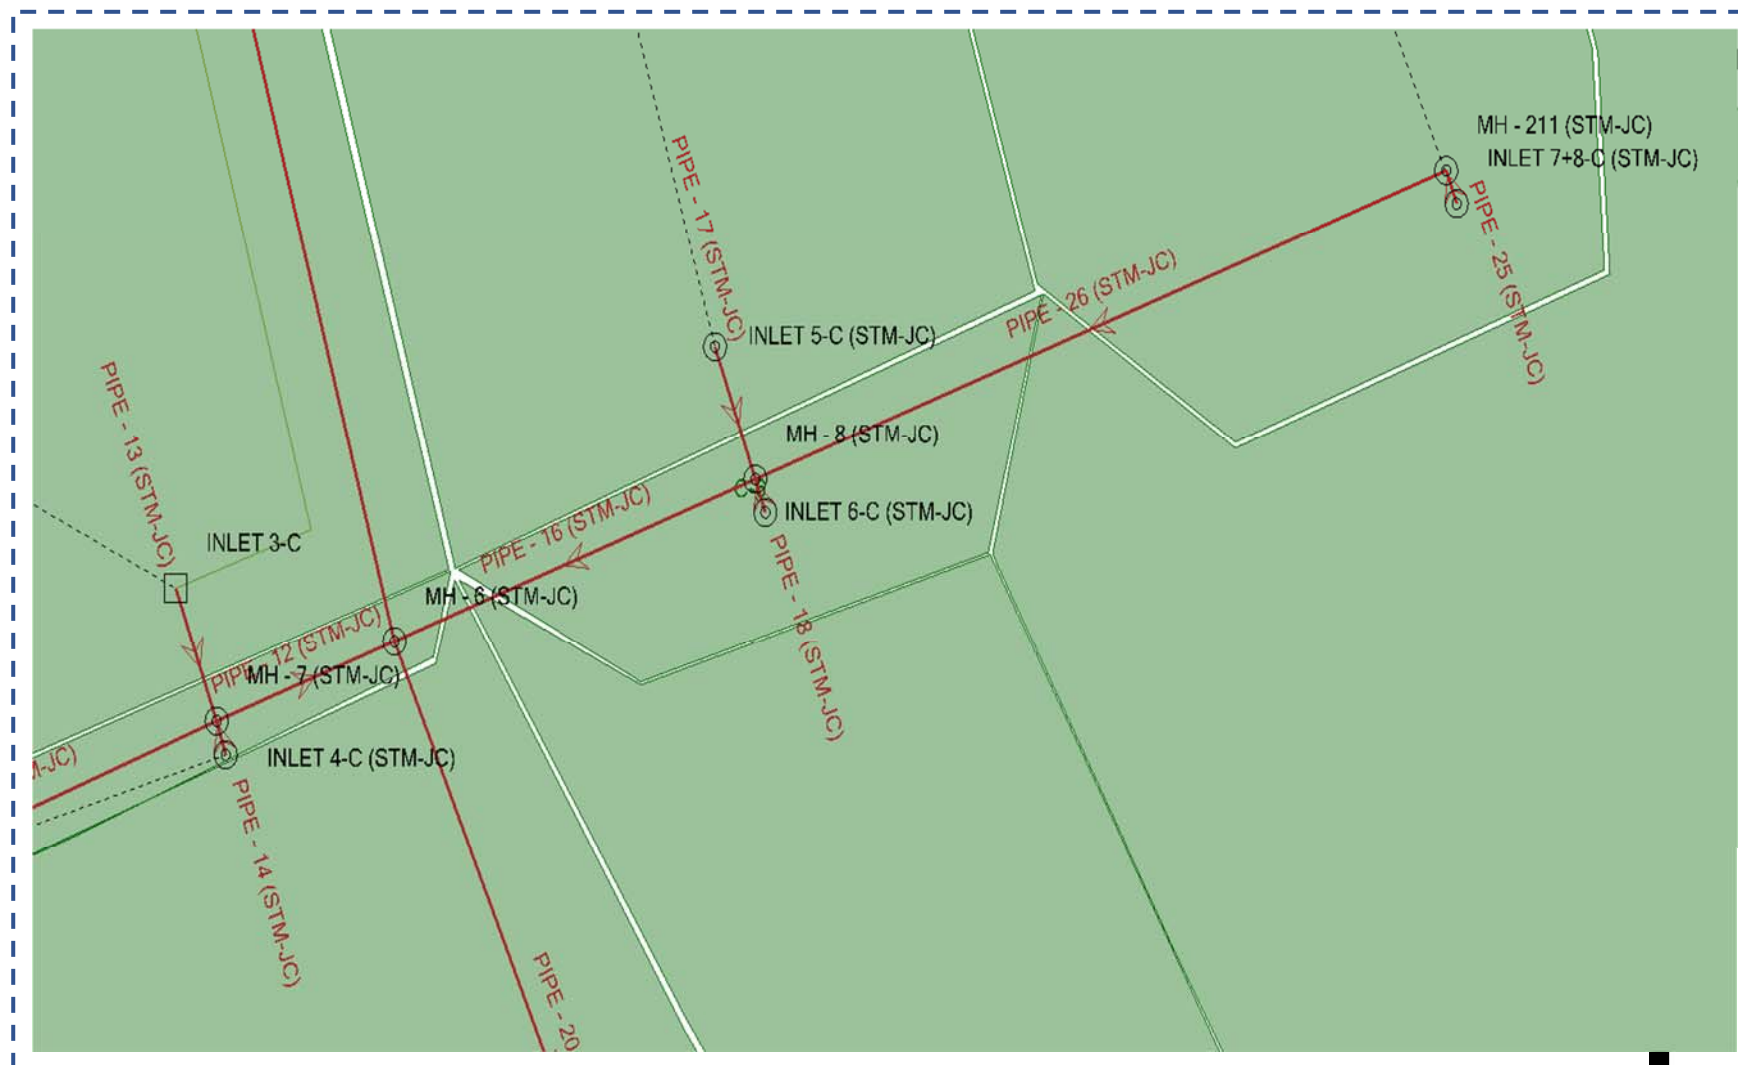 MH - 211 (STM-JC)
INLET 7+8-C (STM-JC)
PIPE - 17 (STM-JC)
PIPE - 25 (STM-JC)
PIPE - 26 (STM-JC)
INLET 5-C (STM-JC)
PIPE - 13 (STM-JC)
MH - 8 (STM-JC)
PIPE - 16 (STM-JC)
INLET 6-C (STM-JC)
INLET 3-C
PIPE - 18 (STM-JC)
MH - 6 (STM-JC)
PIPE - 12 (STM-JC)
MH - 7 (STM-JC)
INLET 4-C (STM-JC)
M-JC)
PIPE - 14 (STM-JC)
PIPE - 20